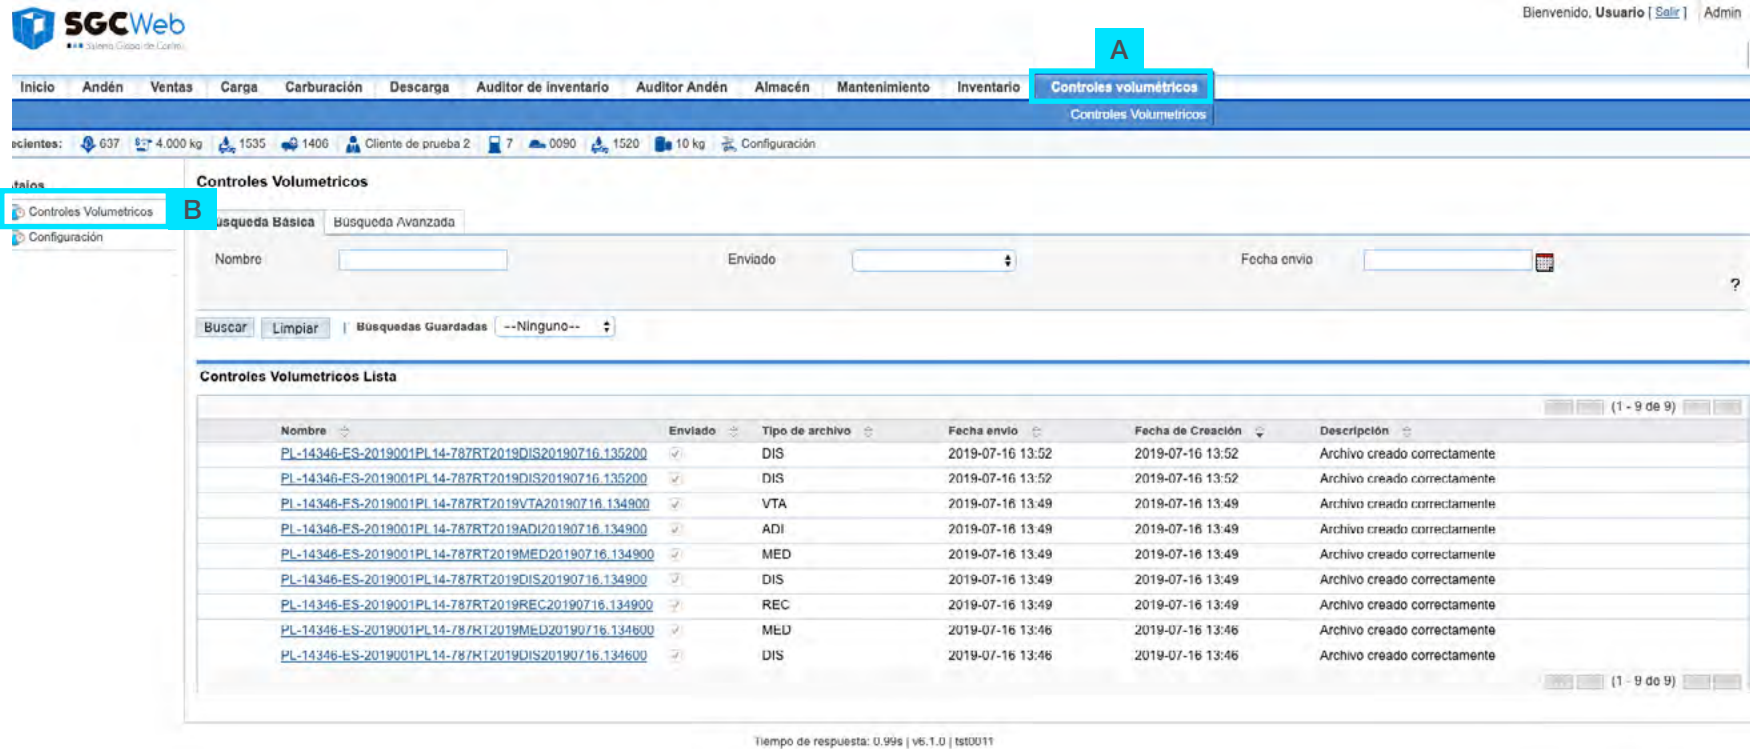 SGCWeb
Sistema Global de Control
Bienvenido, Usuario [ Salir ] Admin
A
Inicio Andén Ventas Carga Carburación Descarga Auditor de inventario Auditor Andén Almacén Mantenimiento Inventario Controles volumétricos
Controles Volumetricos
ecientes: 637 4.000 kg 1535 1406 Cliente de prueba 2 7 0090 1520 10 kg Configuración
Controles Volumetricos
Controles Volumetricos B
Configuración
úsqueda Básica Búsqueda Avanzada
Nombre Enviado Fecha envio
?
Buscar Limpiar | Búsquedas Guardadas --Ninguno--
Controles Volumetricos Lista
(1 - 9 de 9)
Nombre Enviado Tipo de archivo Fecha envio Fecha de Creación Descripción
PL-14346-ES-2019001PL14-787RT2019DIS20190716.135200 DIS 2019-07-16 13:52 2019-07-16 13:52 Archivo creado correctamente
PL-14346-ES-2019001PL14-787RT2019DIS20190716.135200 DIS 2019-07-16 13:52 2019-07-16 13:52 Archivo creado correctamente
PL-14346-ES-2019001PL14-787RT2019VTA20190716.134900 VTA 2019-07-16 13:49 2019-07-16 13:49 Archivo creado correctamente
PL-14346-ES-2019001PL14-787RT2019ADI20190716.134900 ADI 2019-07-16 13:49 2019-07-16 13:49 Archivo creado correctamente
PL-14346-ES-2019001PL14-787RT2019MED20190716.134900 MED 2019-07-16 13:49 2019-07-16 13:49 Archivo creado correctamente
PL-14346-ES-2019001PL14-787RT2019DIS20190716.134900 DIS 2019-07-16 13:49 2019-07-16 13:49 Archivo creado correctamente
PL-14346-ES-2019001PL14-787RT2019REC20190716.134900 REC 2019-07-16 13:49 2019-07-16 13:49 Archivo creado correctamente
PL-14346-ES-2019001PL14-787RT2019MED20190716.134600 MED 2019-07-16 13:46 2019-07-16 13:46 Archivo creado correctamente
PL-14346-ES-2019001PL14-787RT2019DIS20190716.134600 DIS 2019-07-16 13:46 2019-07-16 13:46 Archivo creado correctamente
(1 - 9 de 9)
Tiempo de respuesta: 0.99s | v6.1.0 | tst0011